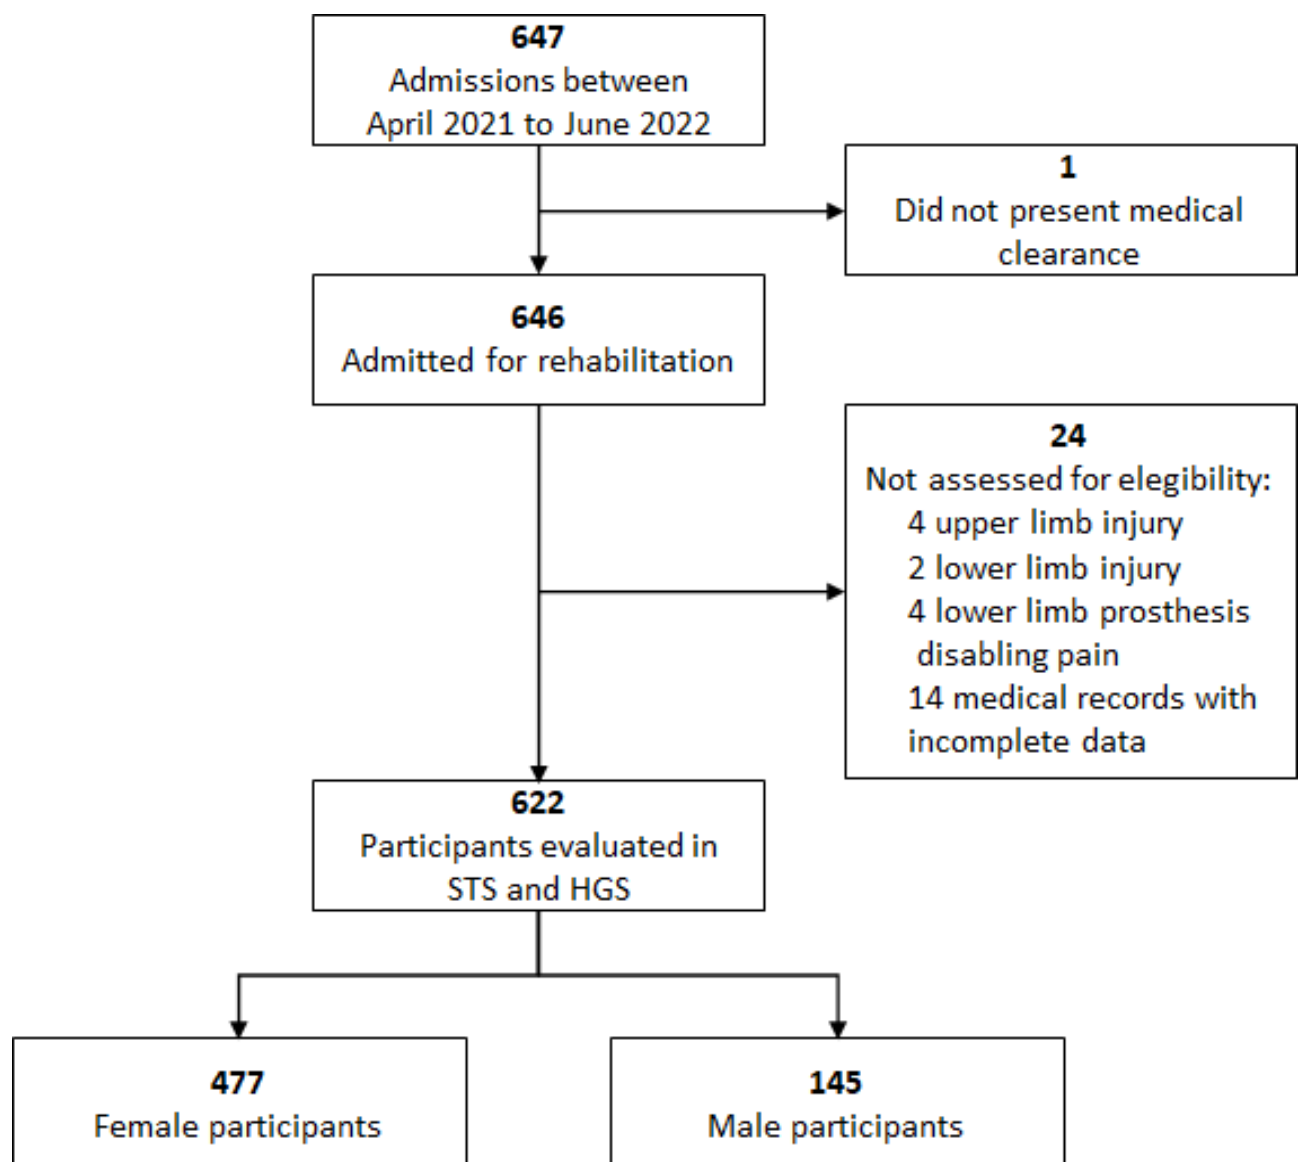 647
Admissions between
April 2021 to June 2022
1
Did not present medical
clearance
646
Admitted for rehabilitation
24
Not assessed for elegibility:
4 upper limb injury
2 lower limb injury
4 lower limb prosthesis
disabling pain
14 medical records with
incomplete data
622
Participants evaluated in
STS and HGS
477
Female participants
145
Male participants